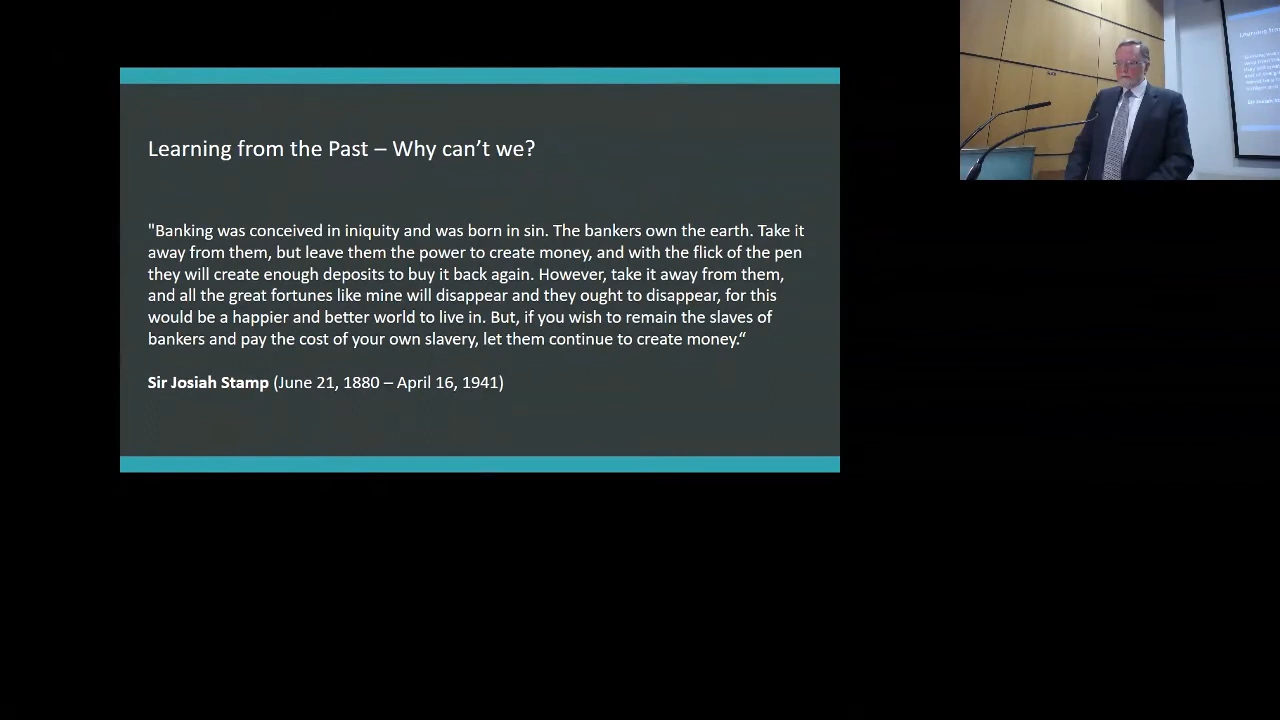 Learning from the Past – Why can’t we?
"Banking was conceived in iniquity and was born in sin. The bankers own the earth. Take it
away from them, but leave them the power to create money, and with the flick of the pen
they will create enough deposits to buy it back again. However, take it away from them,
and all the great fortunes like mine will disappear and they ought to disappear, for this
would be a happier and better world to live in. But, if you wish to remain the slaves of
bankers and pay the cost of your own slavery, let them continue to create money.“
Sir Josiah Stamp (June 21, 1880 – April 16, 1941)